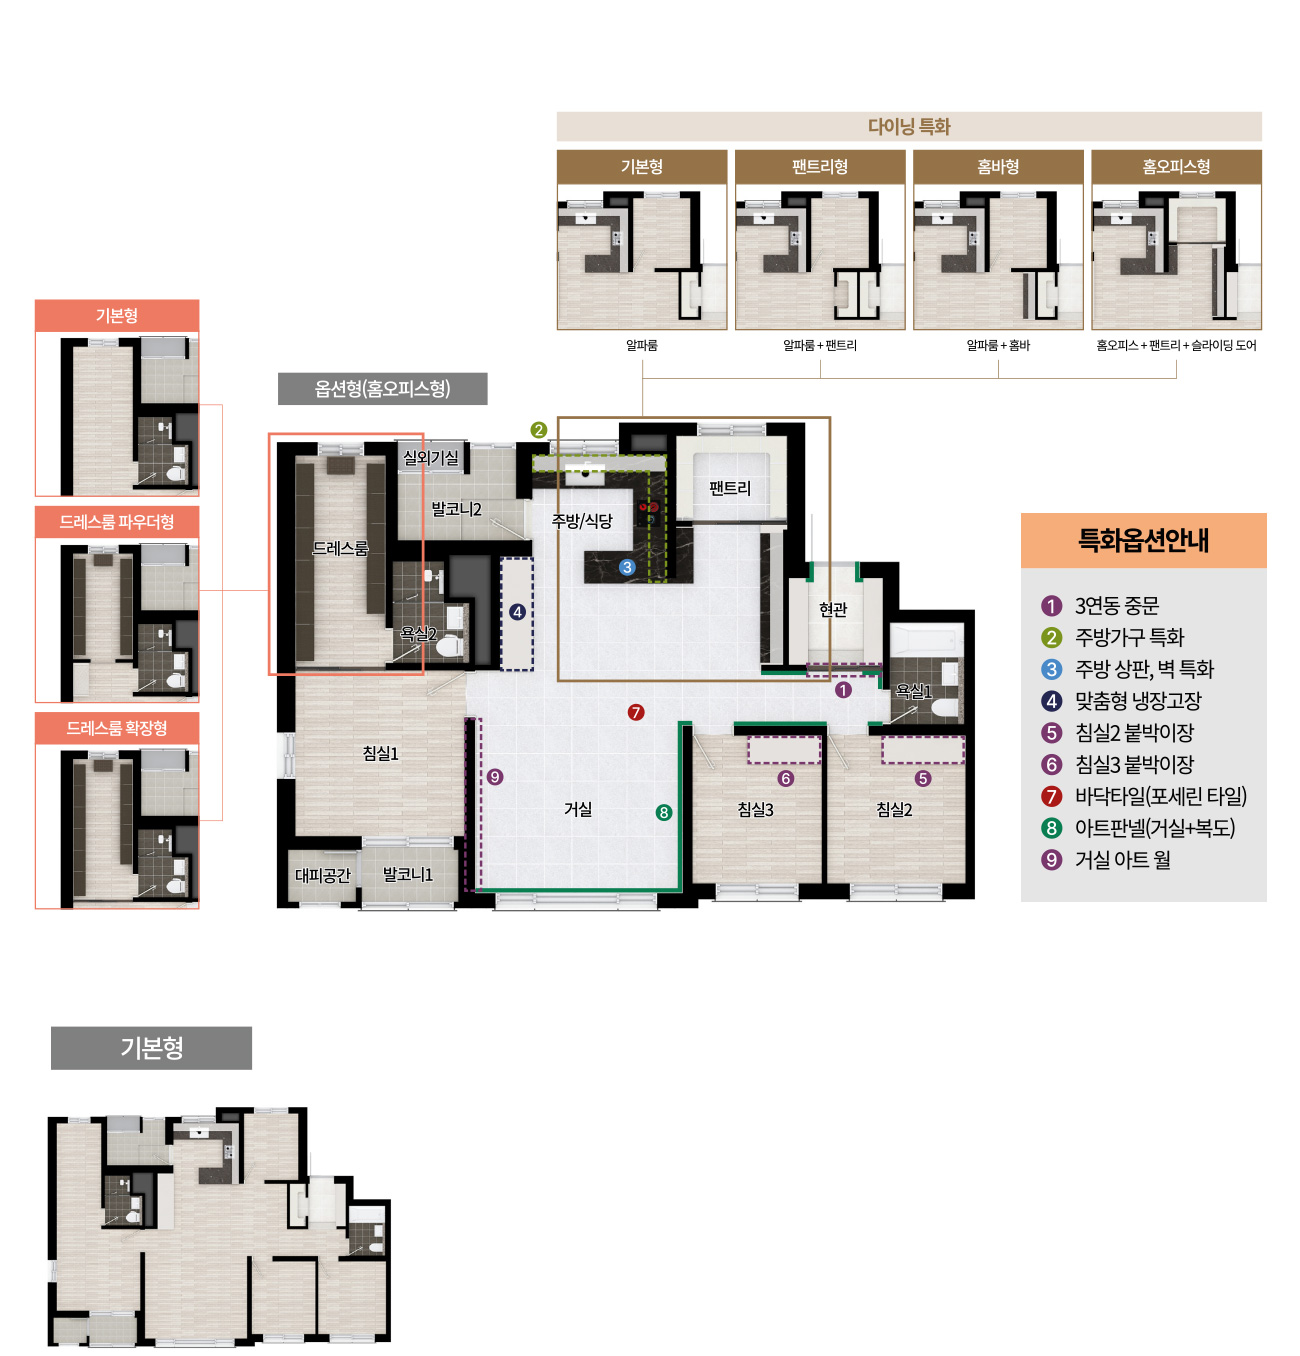 다이닝 특화
기본형
팬트리형
홈바형
홈오피스형
알파룸
알파룸 + 팬트리
알파룸 + 홈바
홈오피스 + 팬트리 + 슬라이딩 도어
기본형
드레스룸 파우더형
드레스룸 확장형
옵션형(홈오피스형)
2
실외기실
발코니2
주방/식당
팬트리
드레스룸
3
4
욕실2
현관
1
욕실1
7
침실1
9
거실
8
침실3
6
침실2
5
대피공간
발코니1
특화옵션안내
1 3연동 중문
2 주방가구 특화
3 주방 상판, 벽 특화
4 맞춤형 냉장고장
5 침실2 붙박이장
6 침실3 붙박이장
7 바닥타일(포세린 타일)
8 아트판넬(거실+복도)
9 거실 아트 월
기본형